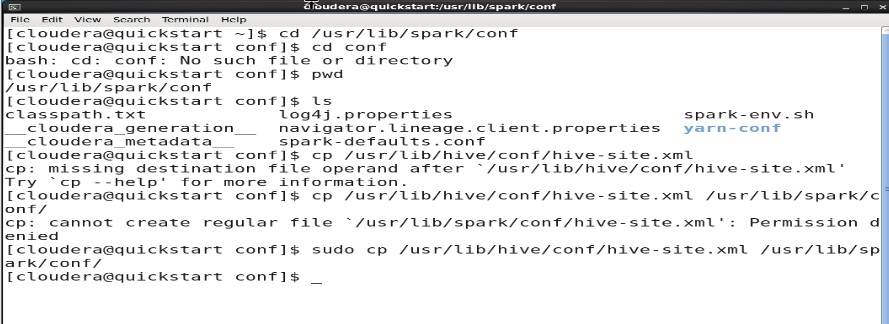 cloudera@quickstart:/usr/lib/spark/conf
File Edit View Search Terminal Help
[cloudera@quickstart ~]$ cd /usr/lib/spark/conf
[cloudera@quickstart conf]$ cd conf
bash: cd: conf: No such file or directory
[cloudera@quickstart conf]$ pwd
/usr/lib/spark/conf
[cloudera@quickstart conf]$ ls
classpath.txt log4j.properties spark-env.sh
__cloudera_generation__ navigator.lineage.client.properties yarn-conf
__cloudera_metadata__ spark-defaults.conf
[cloudera@quickstart conf]$ cp /usr/lib/hive/conf/hive-site.xml
cp: missing destination file operand after `/usr/lib/hive/conf/hive-site.xml'
Try `cp --help' for more information.
[cloudera@quickstart conf]$ cp /usr/lib/hive/conf/hive-site.xml /usr/lib/spark/c
onf/
cp: cannot create regular file `/usr/lib/spark/conf/hive-site.xml': Permission d
enied
[cloudera@quickstart conf]$ sudo cp /usr/lib/hive/conf/hive-site.xml /usr/lib/sp
ark/conf/
[cloudera@quickstart conf]$ _